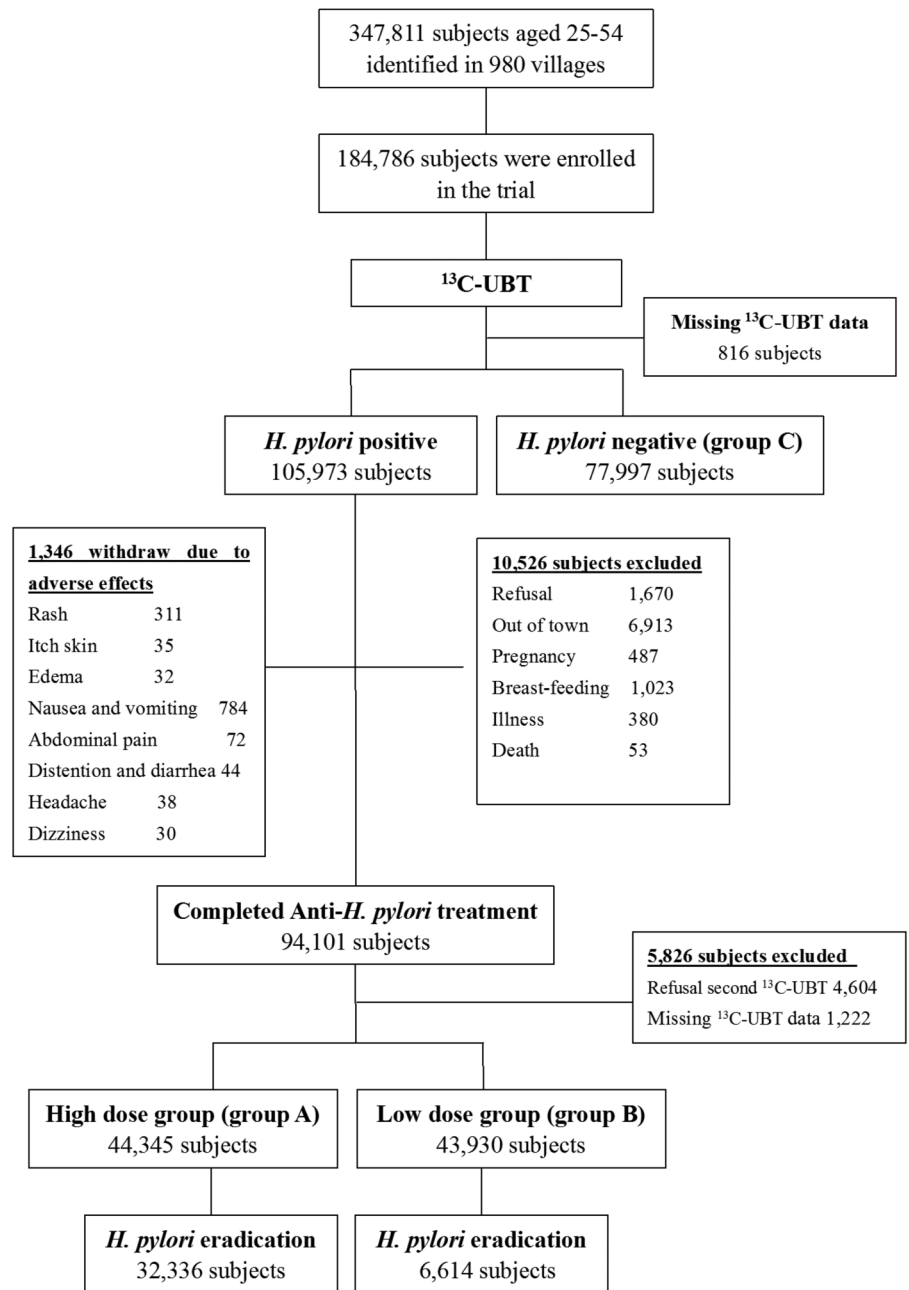 347,811 subjects aged 25-54
identified in 980 villages
184,786 subjects were enrolled
in the trial
¹³C-UBT
Missing ¹³C-UBT data
816 subjects
H. pylori positive
105,973 subjects
H. pylori negative (group C)
77,997 subjects
1,346 withdraw due to
adverse effects
Rash 311
Itch skin 35
Edema 32
Nausea and vomiting 784
Abdominal pain 72
Distention and diarrhea 44
Headache 38
Dizziness 30
10,526 subjects excluded
Refusal 1,670
Out of town 6,913
Pregnancy 487
Breast-feeding 1,023
Illness 380
Death 53
Completed Anti-H. pylori treatment
94,101 subjects
5,826 subjects excluded
Refusal second ¹³C-UBT 4,604
Missing ¹³C-UBT data 1,222
High dose group (group A)
44,345 subjects
Low dose group (group B)
43,930 subjects
H. pylori eradication
32,336 subjects
H. pylori eradication
6,614 subjects